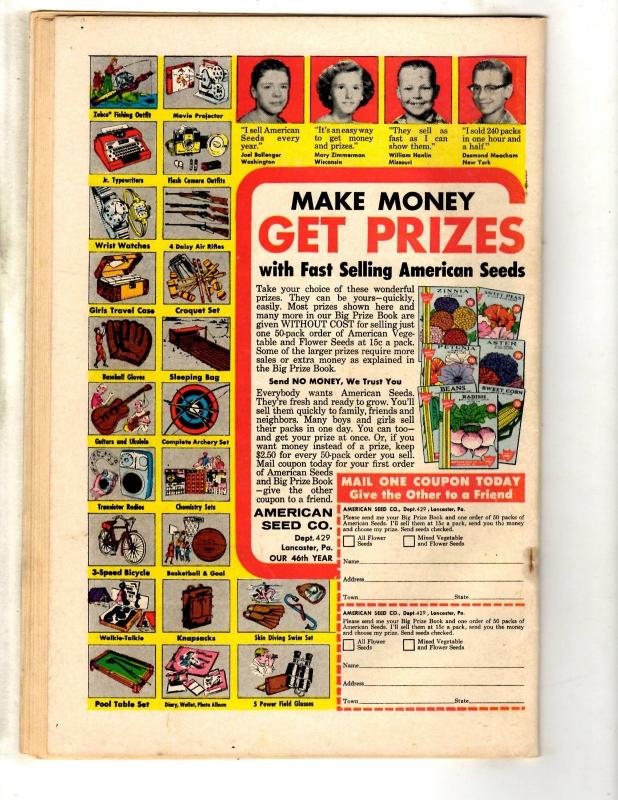 Zebco Fishing Outfit
Movie Projector
Jr. Typewriters
Flash Camera Outfits
Wrist Watches
4 Daisy Air Rifles
Girls Travel Case
Croquet Set
Baseball Gloves
Sleeping Bag
Guitars and Ukulele
Complete Archery Set
Transistor Radios
Chemistry Sets
3-Speed Bicycle
Basketball & Goal
Walkie-Talkie
Knapsacks
Skin Diving Swim Set
Pool Table Set
Diary, Wallet, Photo Album
5 Power Field Glasses
"I sell American
Seeds every
year."
Joel Ballenger
Washington
"It's an easy way
to get money
and prizes."
Mary Zimmerman
Wisconsin
"They sell as
fast as I can
show them."
William Hanlin
Missouri
"I sold 240 packs
in one hour and
a half."
Desmond Meacham
New York
MAKE MONEY
GET PRIZES
with Fast Selling American Seeds
Take your choice of these wonderful
prizes. They can be yours—quickly,
easily. Most prizes shown here and
many more in our Big Prize Book are
given WITHOUT COST for selling just
one 50-pack order of American Vege-
table and Flower Seeds at 15c a pack.
Some of the larger prizes require more
sales or extra money as explained in
the Big Prize Book.
Send NO MONEY, We Trust You
Everybody wants American Seeds.
They're fresh and ready to grow. You'll
sell them quickly to family, friends and
neighbors. Many boys and girls sell
their packs in one day. You can too—
and get your prize at once. Or, if you
want money instead of a prize, keep
$2.50 for every 50-pack order you sell.
Mail coupon today for your first order
of American Seeds
and Big Prize Book
—give the other
coupon to a friend.
AMERICAN
SEED CO.
Dept. 429
Lancaster, Pa.
OUR 46th YEAR
ZINNIA
SWEET PEAS
PETUNIA
ASTER
BEANS
SWEET CORN
RADISH
MAIL ONE COUPON TODAY
Give the Other to a Friend
AMERICAN SEED CO., Dept. 429, Lancaster, Pa.
Please send me your Big Prize Book and one order of 50 packs of
American Seeds. I'll sell them at 15c a pack, send you the money
and choose my prize. Send seeds checked.
All Flower
Seeds
Mixed Vegetable
and Flower Seeds
Name
Address
Town State
AMERICAN SEED CO., Dept. 429, Lancaster, Pa.
Please send me your Big Prize Book and one order of 50 packs of
American Seeds. I'll sell them at 15c a pack, send you the money
and choose my prize. Send seeds checked.
All Flower
Seeds
Mixed Vegetable
and Flower Seeds
Name
Address
Town State